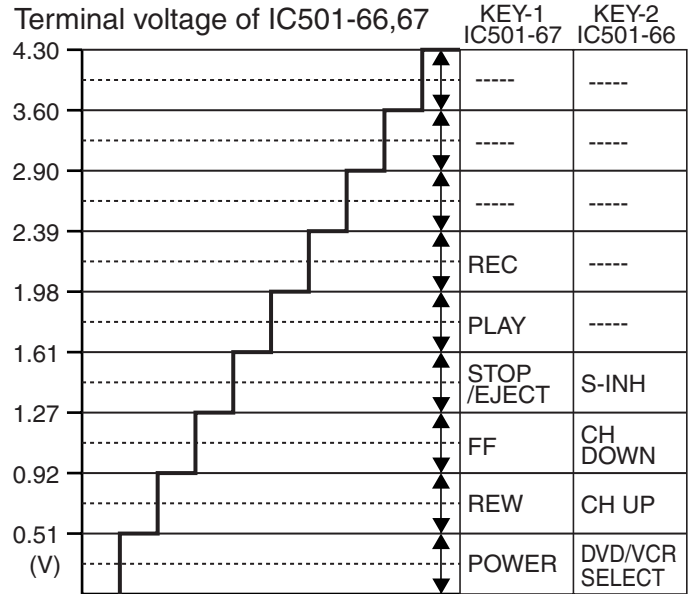 Terminal voltage of IC501-66,67
KEY-1
IC501-67
KEY-2
IC501-66
4.30
-----
-----
3.60
-----
-----
2.90
-----
-----
2.39
REC
-----
1.98
PLAY
-----
1.61
STOP
/EJECT
S-INH
1.27
FF
CH
DOWN
0.92
REW
CH UP
0.51
(V)
POWER
DVD/VCR
SELECT